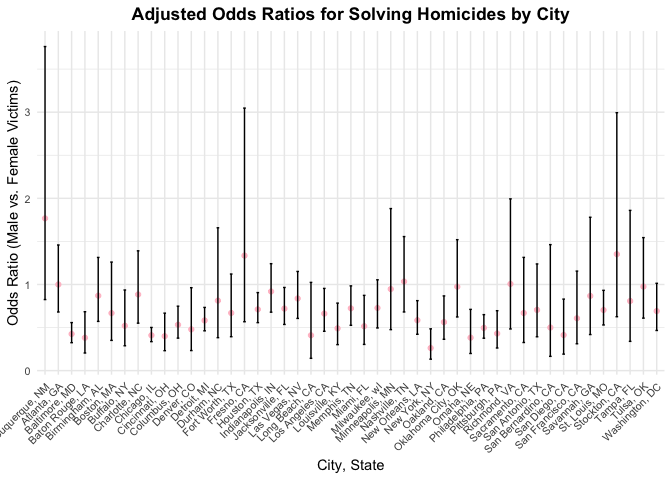 Adjusted Odds Ratios for Solving Homicides by City
Odds Ratio (Male vs. Female Victims)
3
2
1
0
uquerque, NM
Atlanta, GA
Baltimore, MD
Baton Rouge, LA
Birmingham, AL
Boston, MA
Buffalo, NY
Charlotte, NC
Chicago, IL
Cincinnati, OH
Columbus, OH
Denver, CO
Detroit, MI
Durham, NC
Fort Worth, TX
Fresno, CA
Houston, TX
Indianapolis, IN
Jacksonville, FL
Las Vegas, NV
Long Beach, CA
Los Angeles, CA
Louisville, KY
Memphis, TN
Miami, FL
Milwaukee, wI
Minneapolis, MN
Nashville, TN
New Orleans, LA
New York, NY
Oakland, CA
Oklahoma City, OK
Omaha, NE
Philadelphia, PA
Pittsburgh, PA
Richmond, VA
Sacramento, CA
San Antonio, TX
San Bernardino, CA
San Diego, CA
San Francisco, CA
Savannah, GA
St. Louis, MO
Stockton, CA
Tampa, FL
Tulsa, OK
Washington, DC
City, State